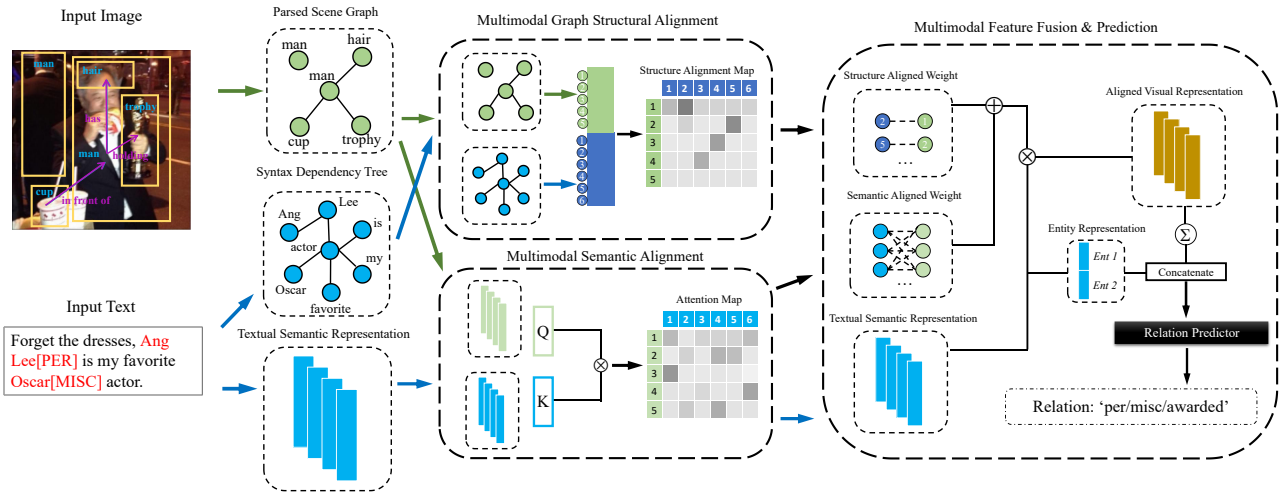 Input Image
man
hair
trophy
has
man
holding
cup
in front of
Input Text
Forget the dresses, Ang
Lee[PER] is my favorite
Oscar[MISC] actor.
Parsed Scene Graph
man
hair
man
cup
trophy
Syntax Dependency Tree
Ang
Lee
is
actor
my
Oscar
favorite
Textual Semantic Representation
Multimodal Graph Structural Alignment
1
2
3
4
5
1
2
3
4
5
6
Structure Alignment Map
1 2 3 4 5 6
1
2
3
4
5
Multimodal Semantic Alignment
Q
K
Attention Map
1 2 3 4 5 6
1
2
3
4
5
Multimodal Feature Fusion & Prediction
Structure Aligned Weight
2 1
5 2
...
Semantic Aligned Weight
...
Textual Semantic Representation
Aligned Visual Representation
Σ
Entity Representation
Ent 1
Ent 2
Concatenate
Relation Predictor
Relation: ‘per/misc/awarded’